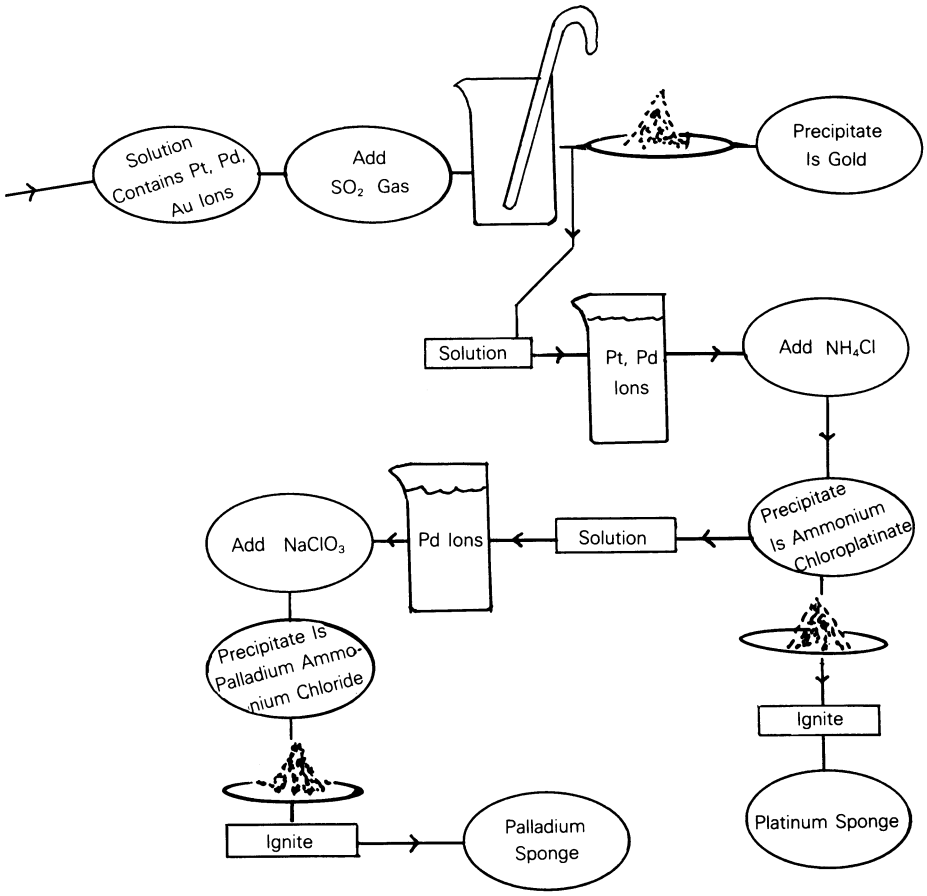 Solution
Contains Pt, Pd,
Au Ions
Add
SO₂ Gas
Precipitate
Is Gold
Solution
Pt, Pd
Ions
Add NH₄Cl
Precipitate
Is Ammonium
Chloroplatinate
Solution
Pd Ions
Add NaClO₃
Precipitate Is
Palladium Ammo-
nium Chloride
Ignite
Palladium
Sponge
Ignite
Platinum Sponge